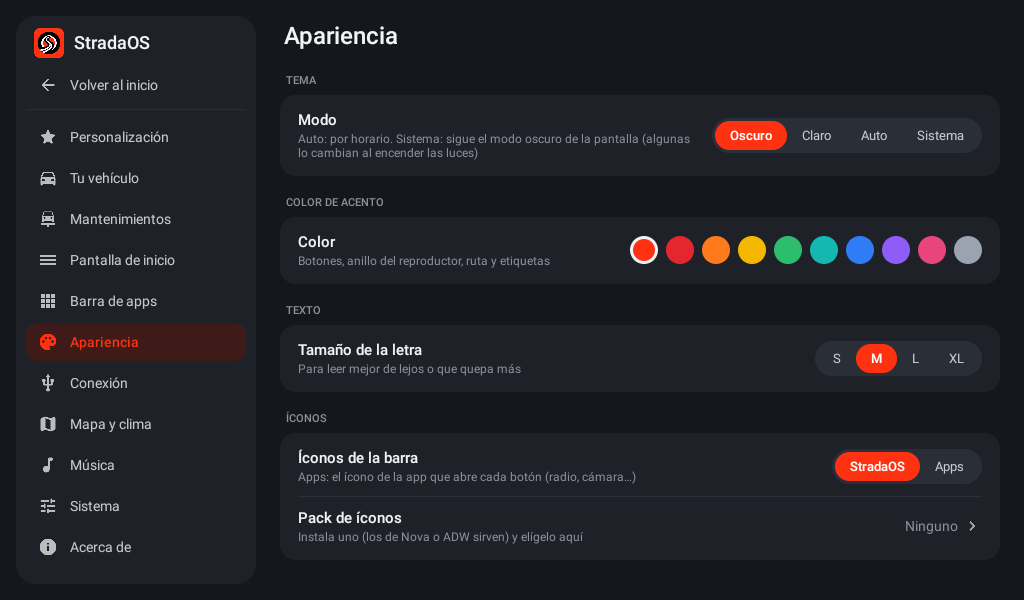 StradaOS
Volver al inicio
Personalización
Tu vehículo
Mantenimientos
Pantalla de inicio
Barra de apps
Apariencia
Conexión
Mapa y clima
Música
Sistema
Acerca de
Apariencia
TEMA
Modo
Auto: por horario. Sistema: sigue el modo oscuro de la pantalla (algunas
lo cambian al encender las luces)
Oscuro Claro Auto Sistema
COLOR DE ACENTO
Color
Botones, anillo del reproductor, ruta y etiquetas
TEXTO
Tamaño de la letra
Para leer mejor de lejos o que quepa más
S M L XL
ÍCONOS
Íconos de la barra
Apps: el ícono de la app que abre cada botón (radio, cámara…)
StradaOS Apps
Pack de íconos
Instala uno (los de Nova o ADW sirven) y elígelo aquí
Ninguno